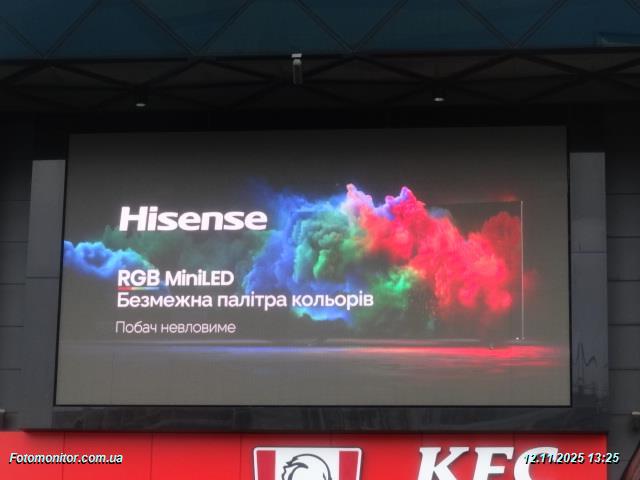 Hisense
RGB MiniLED
Безмежна палітра кольорів
Побач невловиме
KFC
Fotomonitor.com.ua
12.11.2025 13:25